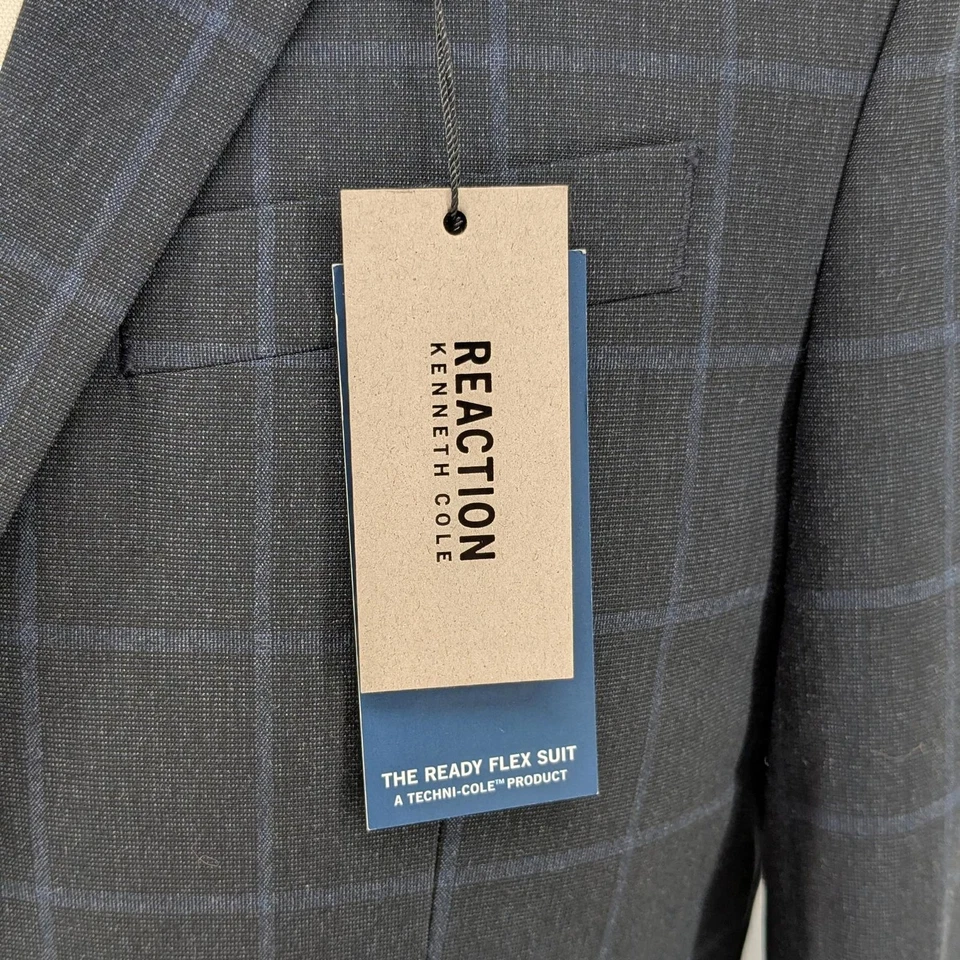 REACTION
KENNETH COLE
THE READY FLEX SUIT
A TECHNI-COLE™ PRODUCT